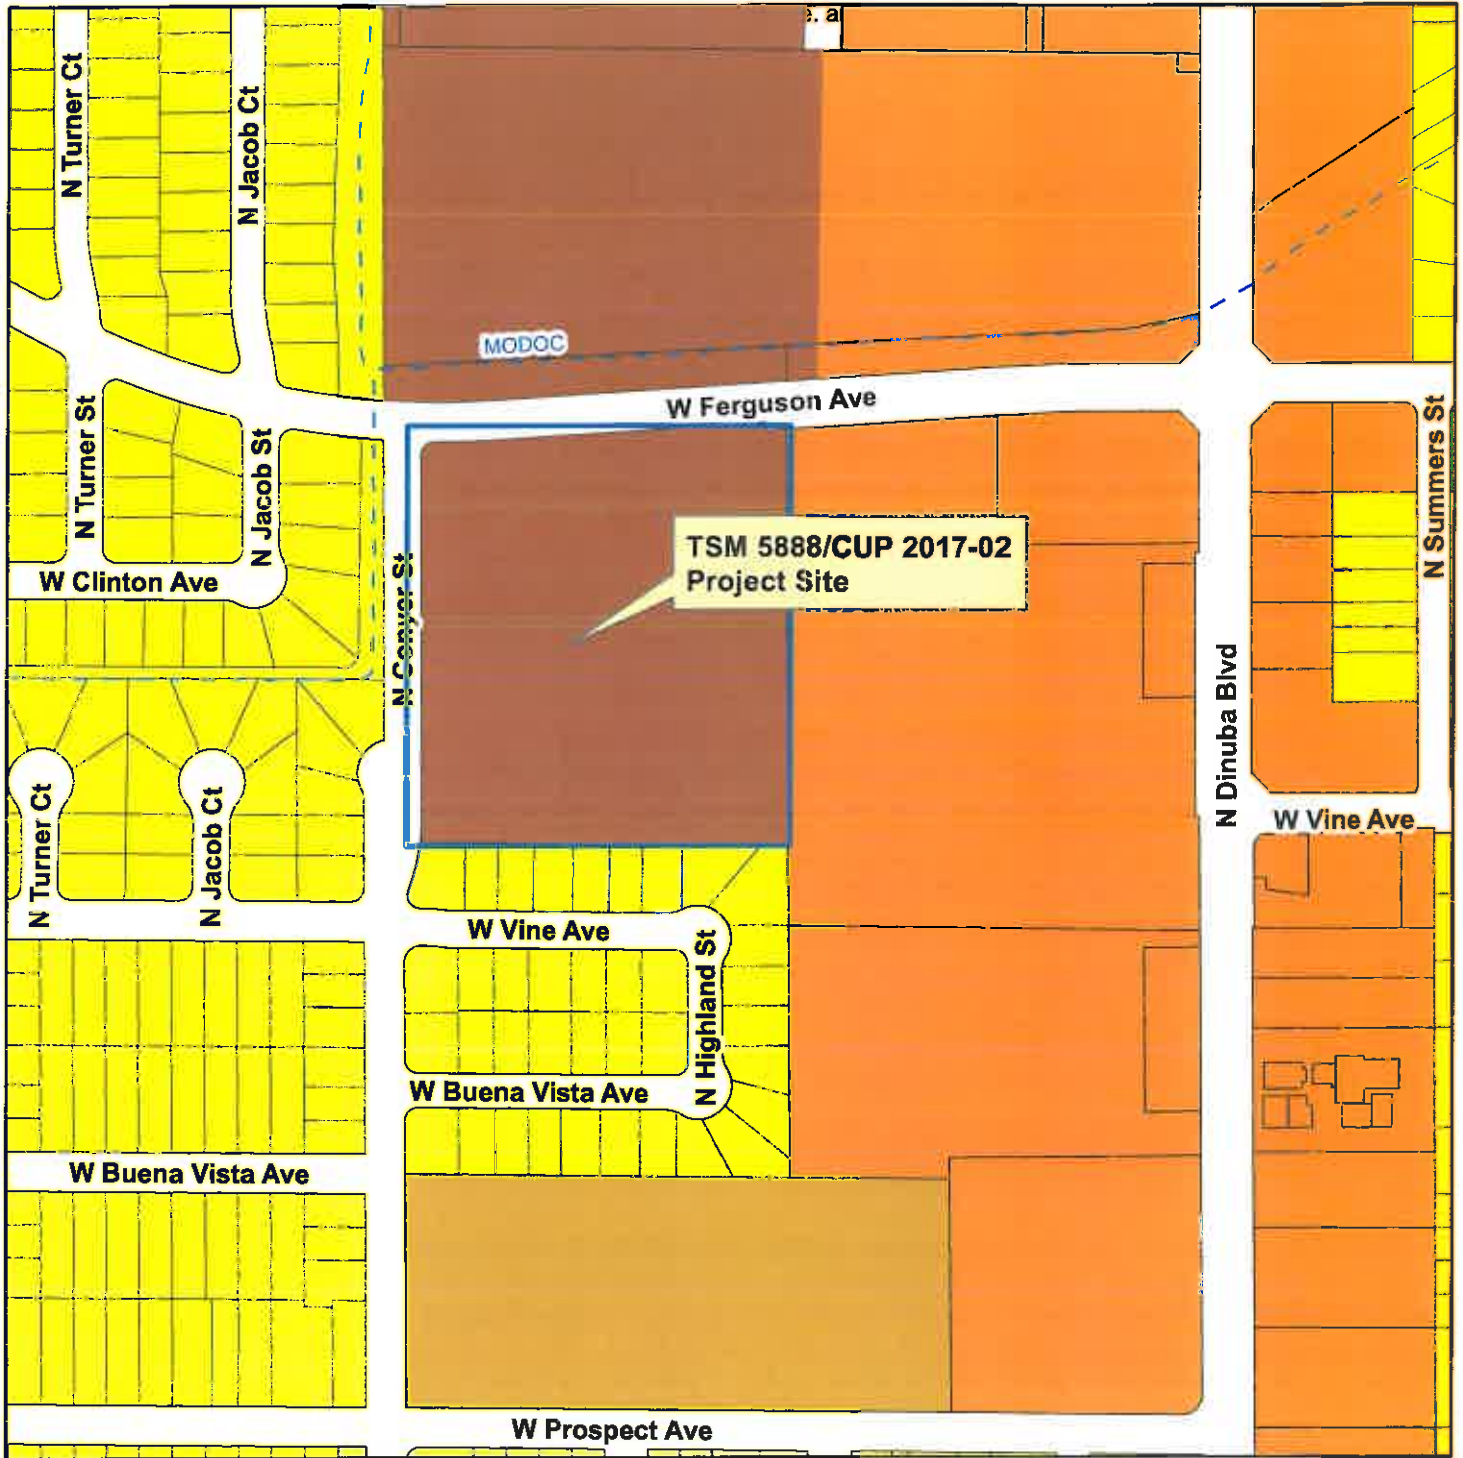 e. a
N Turner Ct
N Jacob Ct
MODOC
W Ferguson Ave
N Turner St
N Jacob St
N Summers St
TSM 5888/CUP 2017-02
Project Site
W Clinton Ave
N Conyer St
N Dinuba Blvd
N Turner Ct
N Jacob Ct
W Vine Ave
W Vine Ave
N Highland St
W Buena Vista Ave
W Buena Vista Ave
W Prospect Ave